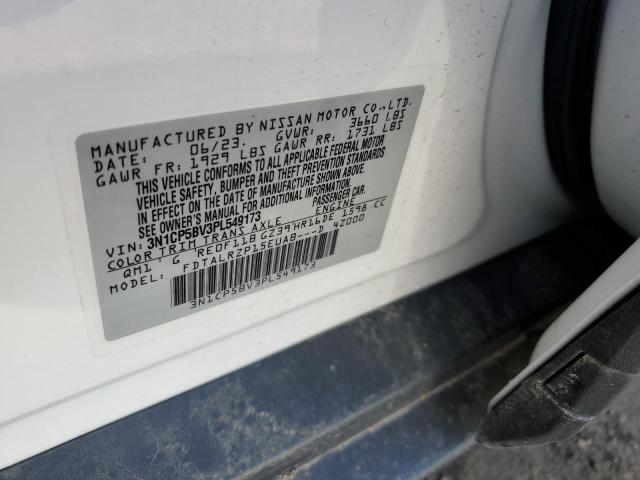 MANUFACTURED BY NISSAN MOTOR CO.,LTD.
DATE: 06/23. GVWR: 3660 LBS
GAWR FR: 1929 LBS GAWR RR: 1731 LBS
THIS VEHICLE CONFORMS TO ALL APPLICABLE FEDERAL MOTOR
VEHICLE SAFETY, BUMPER AND THEFT PREVENTION STANDARDS
IN EFFECT ON THE DATE OF MANUFACTURE SHOWN ABOVE.
SEE OWNER'S MANUAL FOR ADDITIONAL INFORMATION.
VIN: 3N1CP5BV3PL549173 PASSENGER CAR.
COLOR TRIM TRANS AXLE ENGINE
QM1 G RE0F11B GZ39 HR16DE 1598 CC
MODEL: FDTALRZP15EUAB---D 42000
3N1CP5BV3PL549173